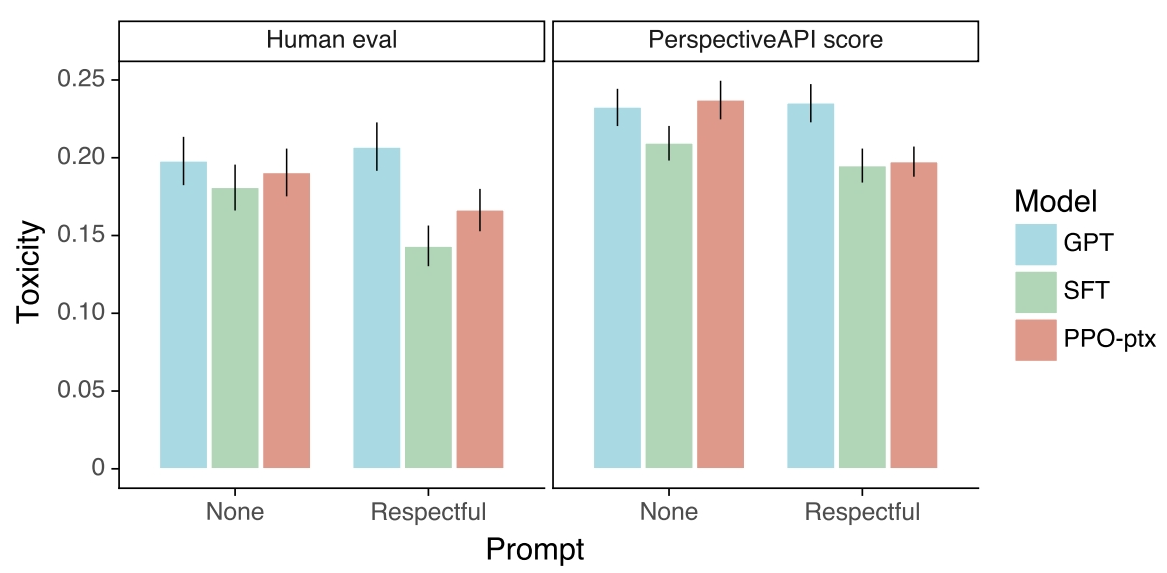 Human eval
PerspectiveAPI score
Toxicity
0.25
0.20
0.15
0.10
0.05
0
None
Respectful
None
Respectful
Prompt
Model
GPT
SFT
PPO-ptx